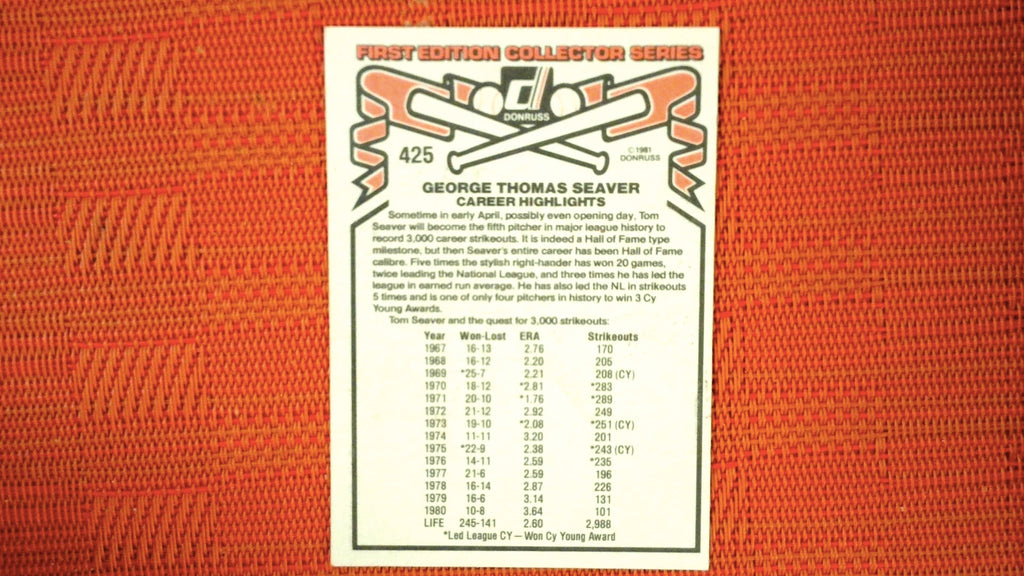 FIRST EDITION COLLECTOR SERIES
d
DONRUSS
425
© 1981
DONRUSS
GEORGE THOMAS SEAVER
CAREER HIGHLIGHTS
Sometime in early April, possibly even opening day, Tom
Seaver will become the fifth pitcher in major league history to
record 3,000 career strikeouts. It is indeed a Hall of Fame type
milestone, but then Seaver's entire career has been Hall of Fame
calibre. Five times the stylish right-hander has won 20 games,
twice leading the National League, and three times he has led the
league in earned run average. He has also led the NL in strikeouts
5 times and is one of only four pitchers in history to win 3 Cy
Young Awards.
Tom Seaver and the quest for 3,000 strikeouts:
Year Won-Lost ERA Strikeouts
1967 16-13 2.76 170
1968 16-12 2.20 205
1969 *25-7 2.21 208 (CY)
1970 18-12 *2.81 *283
1971 20-10 *1.76 *289
1972 21-12 2.92 249
1973 19-10 *2.08 *251 (CY)
1974 11-11 3.20 201
1975 *22-9 2.38 *243 (CY)
1976 14-11 2.59 *235
1977 21-6 2.59 196
1978 16-14 2.87 226
1979 16-6 3.14 131
1980 10-8 3.64 101
LIFE 245-141 2.60 2,988
*Led League CY — Won Cy Young Award